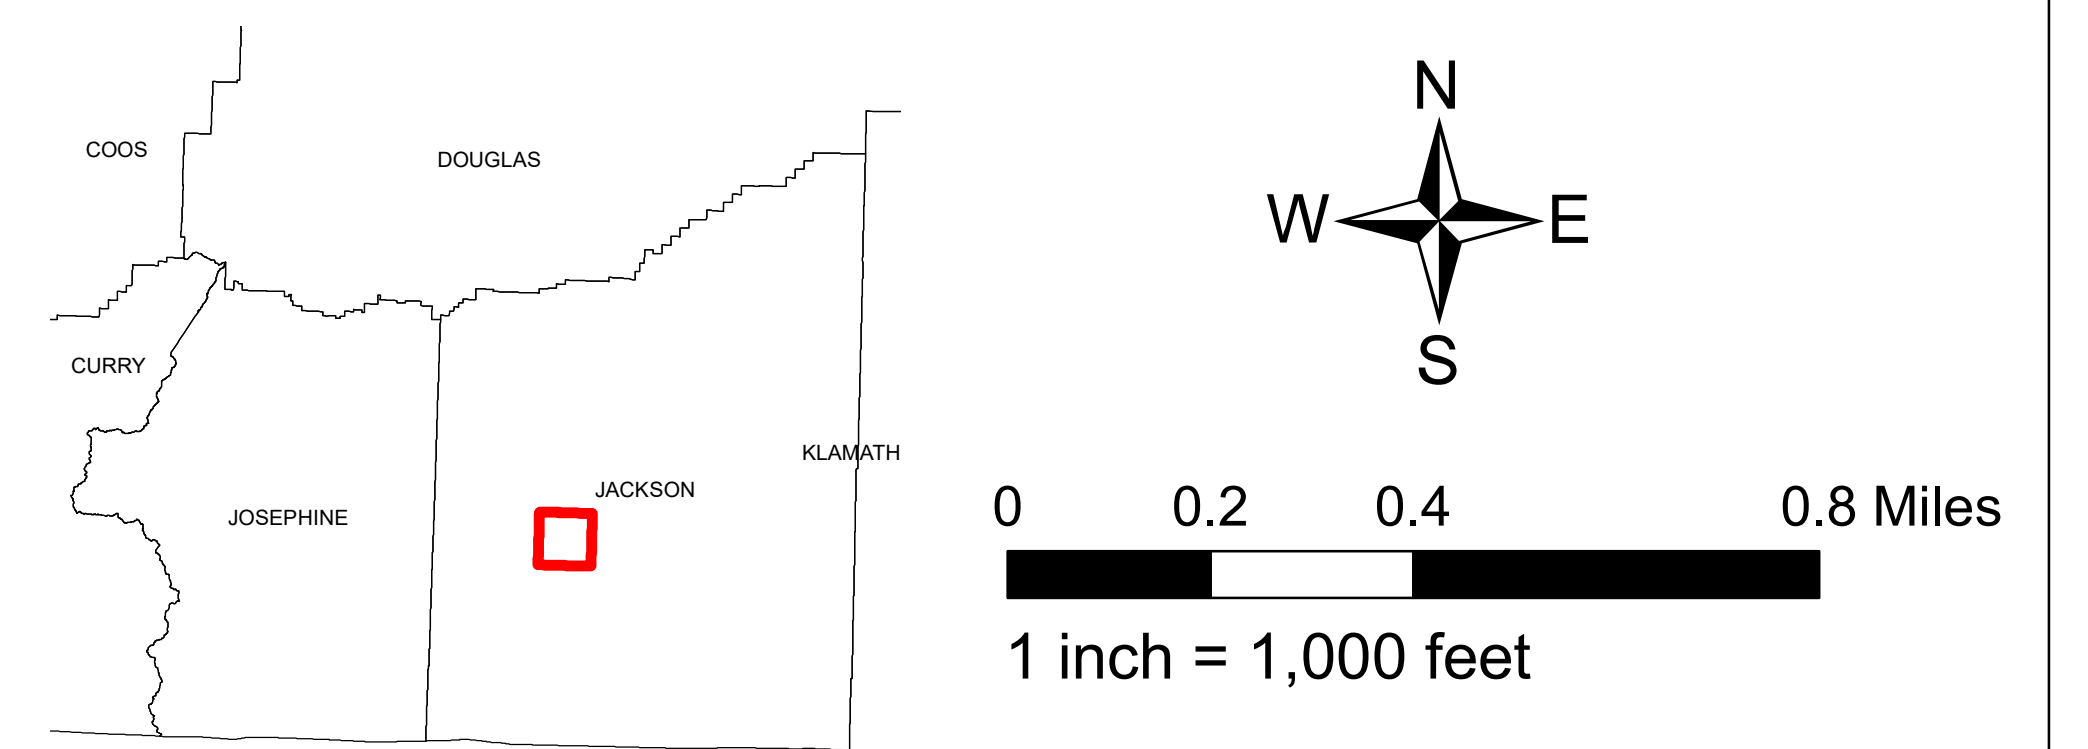 COOS
DOUGLAS
CURRY
JOSEPHINE
JACKSON
KLAMATH
N
W E
S
0 0.2 0.4 0.8 Miles
1 inch = 1,000 feet